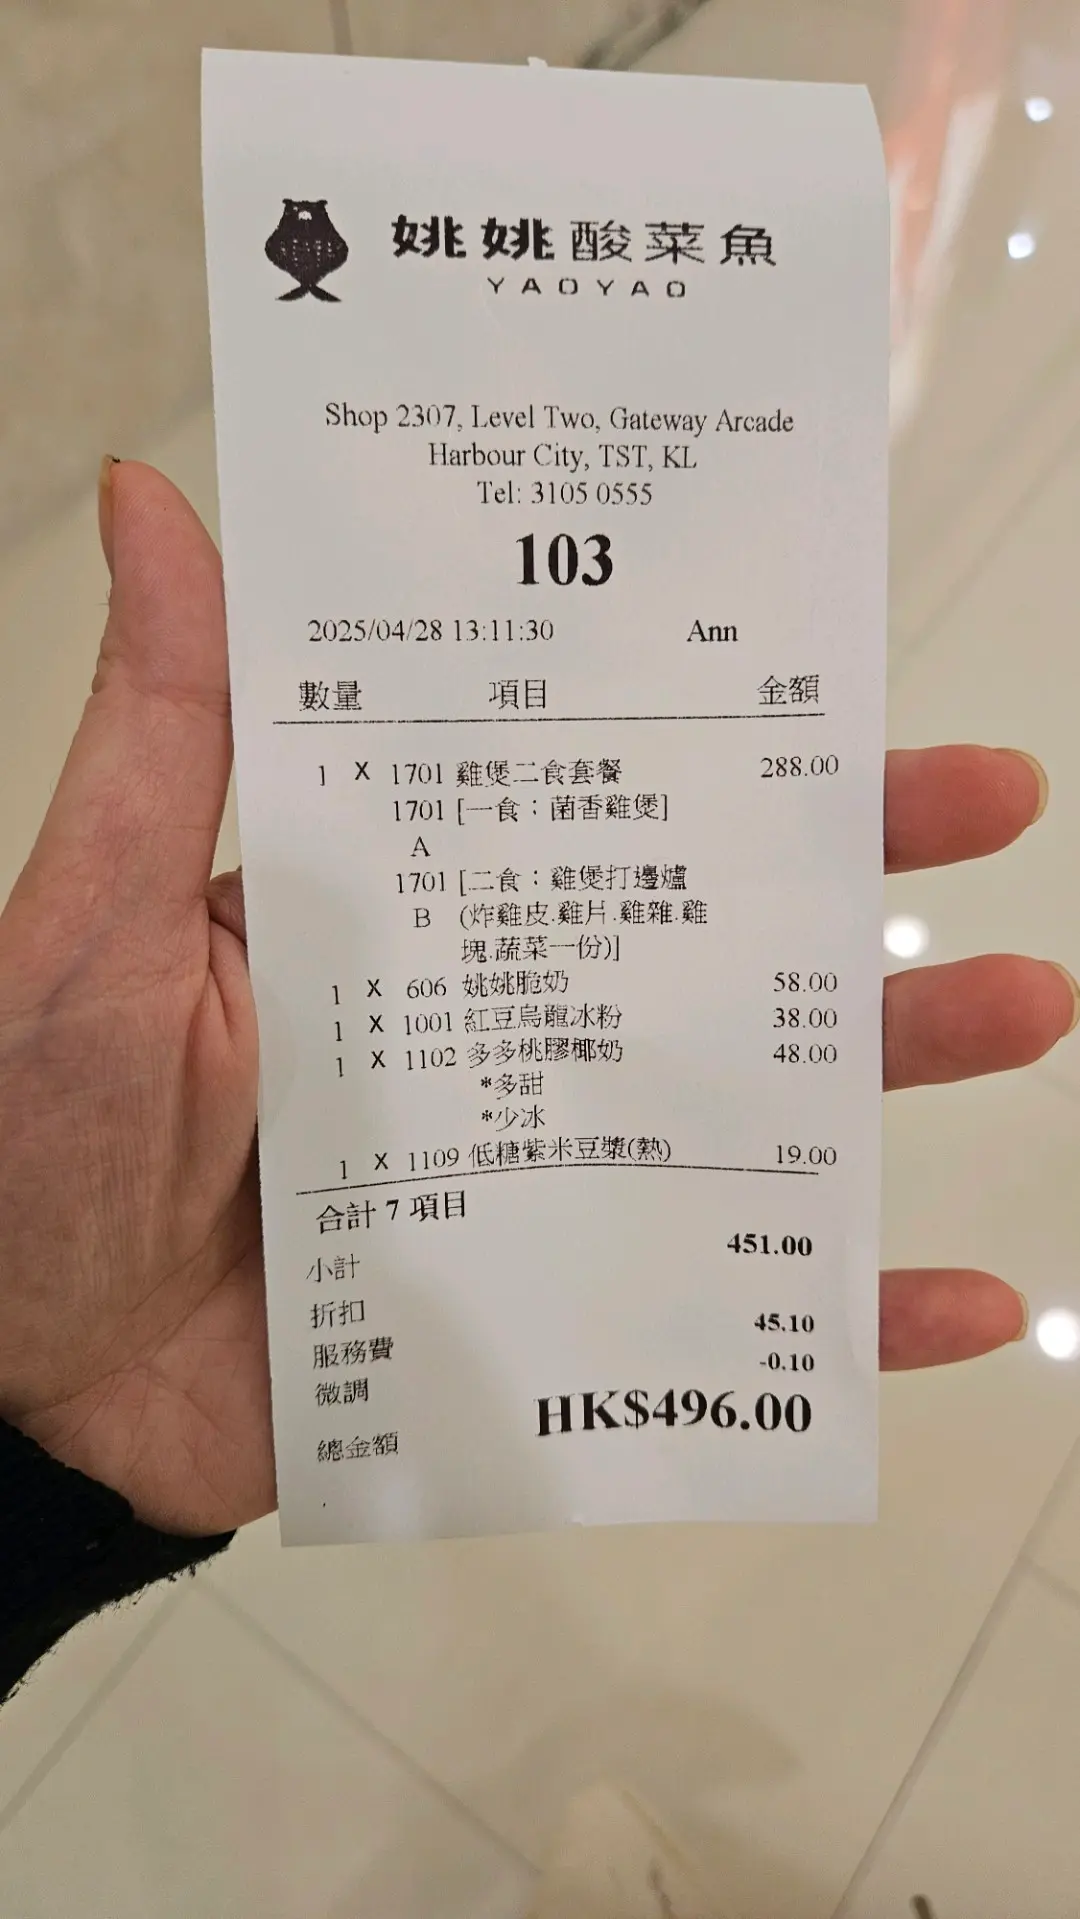 姚姚酸菜魚
YAOYAO
Shop 2307, Level Two, Gateway Arcade
Harbour City, TST, KL
Tel: 3105 0555
103
2025/04/28 13:11:30 Ann
數量 項目 金額
1 X 1701 雞煲二食套餐 288.00
1701 [一食：菌香雞煲]
A
1701 [二食：雞煲打邊爐
B (炸雞皮.雞片.雞雜.雞
塊.蔬菜一份)]
1 X 606 姚姚脆奶 58.00
1 X 1001 紅豆烏龍冰粉 38.00
1 X 1102 多多桃膠椰奶 48.00
*多甜
*少冰
1 X 1109 低糖紫米豆漿(熱) 19.00
合計 7 項目
小計 451.00
折扣
服務費 45.10
微調 -0.10
總金額 HK$496.00